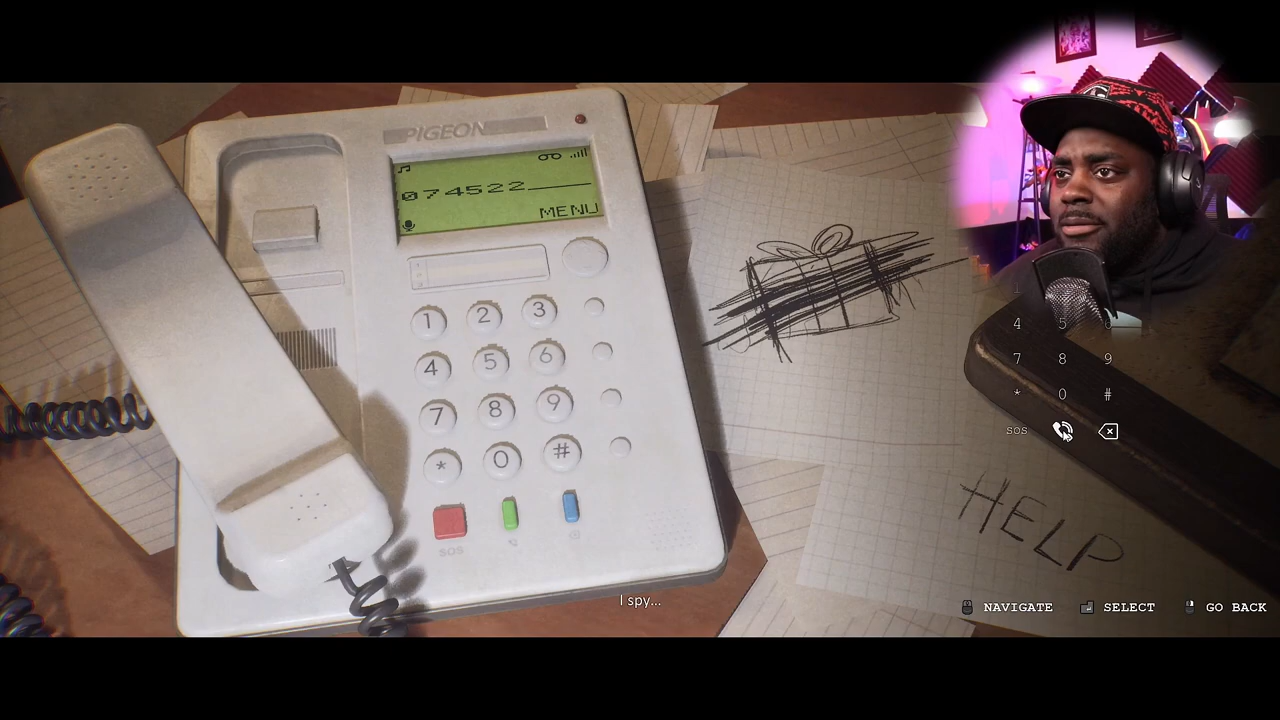 PIGEON
074522______
MENU
1 2 3
4 5 6
7 8 9
* 0 #
SOS
I spy...
HELP
4 5
7 8 9
* 0 #
SOS
NAVIGATE SELECT GO BACK